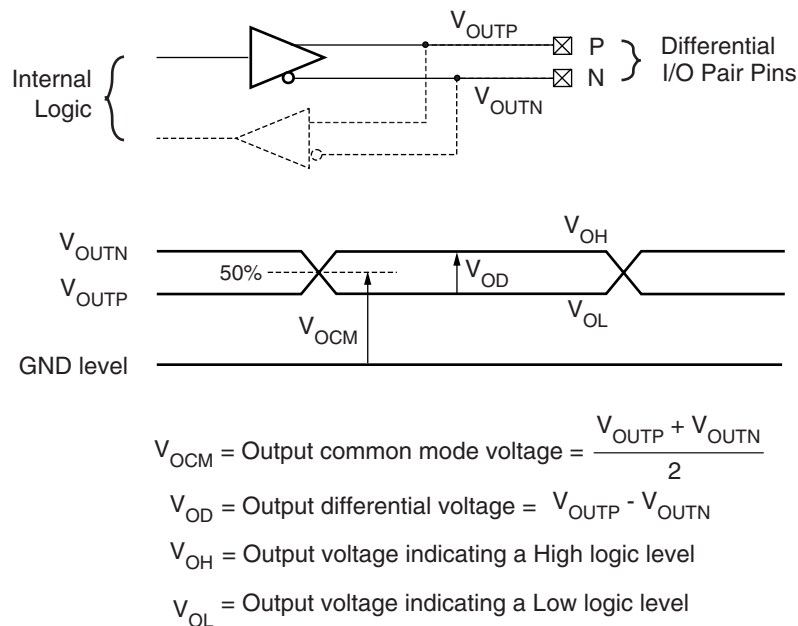 V_OUTP
Internal
Logic
P
N
Differential
I/O Pair Pins
V_OUTN
V_OUTN
V_OUTP
50%
V_OH
V_OD
V_OL
V_OCM
GND level
V_OCM = Output common mode voltage = V_OUTP + V_OUTN
2
V_OD = Output differential voltage = V_OUTP - V_OUTN
V_OH = Output voltage indicating a High logic level
V_OL = Output voltage indicating a Low logic level